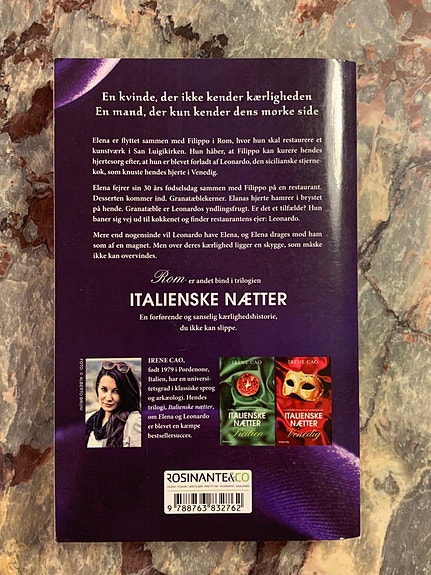 En kvinde, der ikke kender kærligheden
En mand, der kun kender dens mørke side
Elena er flyttet sammen med Filippo i Rom, hvor hun skal restaurere et
kunstværk i San Luigikirken. Hun håber, at Filippo kan kurere hendes
hjertesorg efter, at hun er blevet forladt af Leonardo, den sicilianske stjerne-
kok, som knuste hendes hjerte i Venedig.
Elena fejrer sin 30 års fødselsdag sammen med Filippo på en restaurant.
Desserten kommer ind. Granatæblekerner. Elanas hjerte hamrer i brystet
på hende. Granatæble er Leonardos yndlingsfrugt. Er det et tilfælde? Hun
baner sig vej ud til køkkenet og finder restaurantens ejer: Leonardo.
Mere end nogensinde vil Leonardo have Elena, og Elena drages mod ham
som af en magnet. Men over deres kærlighed ligger en skygge, som måske
ikke kan overvindes.
Rom er andet bind i trilogien
ITALIENSKE NÆTTER
En forførende og sanselig kærlighedshistorie,
du ikke kan slippe.
FOTO: © ALBERTO BRUNI
IRENE CAO,
født 1979 i Pordenone,
Italien, har en universi-
tetsgrad i klassiske sprog
og arkæologi. Hendes
trilogi, Italienske nætter,
om Elena og Leonardo
er blevet en kæmpe
bestsellersucces.
IRENE CAO
ITALIENSKE
NÆTTER
Sicilien
IRENE CAO
ITALIENSKE
NÆTTER
Venedig
ROSINANTE&CO
9 788763 832762